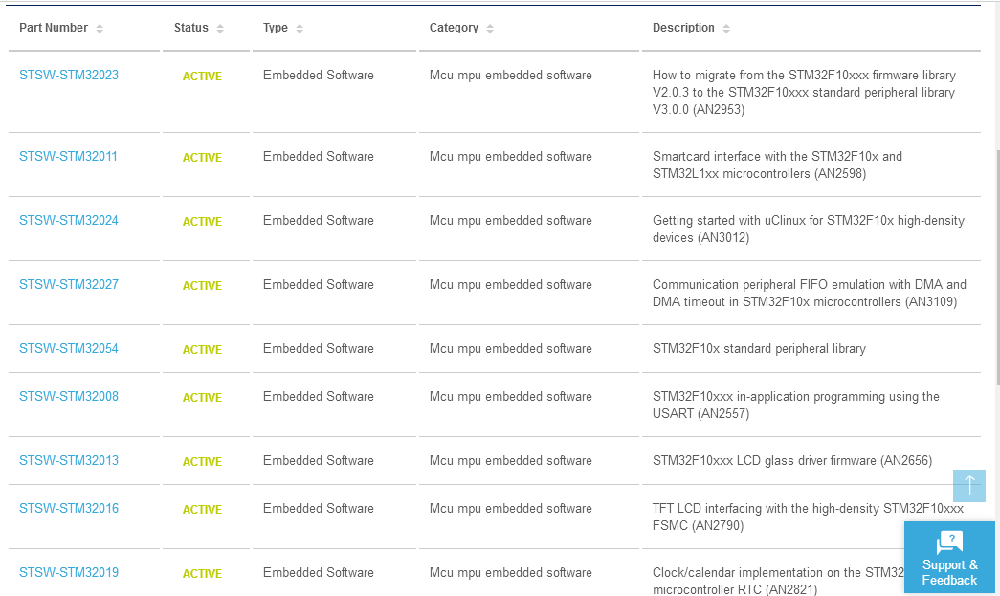 Part Number Status Type Category Description
STSW-STM32023 ACTIVE Embedded Software Mcu mpu embedded software How to migrate from the STM32F10xxx firmware library
V2.0.3 to the STM32F10xxx standard peripheral library
V3.0.0 (AN2953)
STSW-STM32011 ACTIVE Embedded Software Mcu mpu embedded software Smartcard interface with the STM32F10x and
STM32L1xx microcontrollers (AN2598)
STSW-STM32024 ACTIVE Embedded Software Mcu mpu embedded software Getting started with uClinux for STM32F10x high-density
devices (AN3012)
STSW-STM32027 ACTIVE Embedded Software Mcu mpu embedded software Communication peripheral FIFO emulation with DMA and
DMA timeout in STM32F10x microcontrollers (AN3109)
STSW-STM32054 ACTIVE Embedded Software Mcu mpu embedded software STM32F10x standard peripheral library
STSW-STM32008 ACTIVE Embedded Software Mcu mpu embedded software STM32F10xxx in-application programming using the
USART (AN2557)
STSW-STM32013 ACTIVE Embedded Software Mcu mpu embedded software STM32F10xxx LCD glass driver firmware (AN2656)
STSW-STM32016 ACTIVE Embedded Software Mcu mpu embedded software TFT LCD interfacing with the high-density STM32F10xxx
FSMC (AN2790)
STSW-STM32019 ACTIVE Embedded Software Mcu mpu embedded software Clock/calendar implementation on the STM32
microcontroller RTC (AN2821)
Support &
Feedback